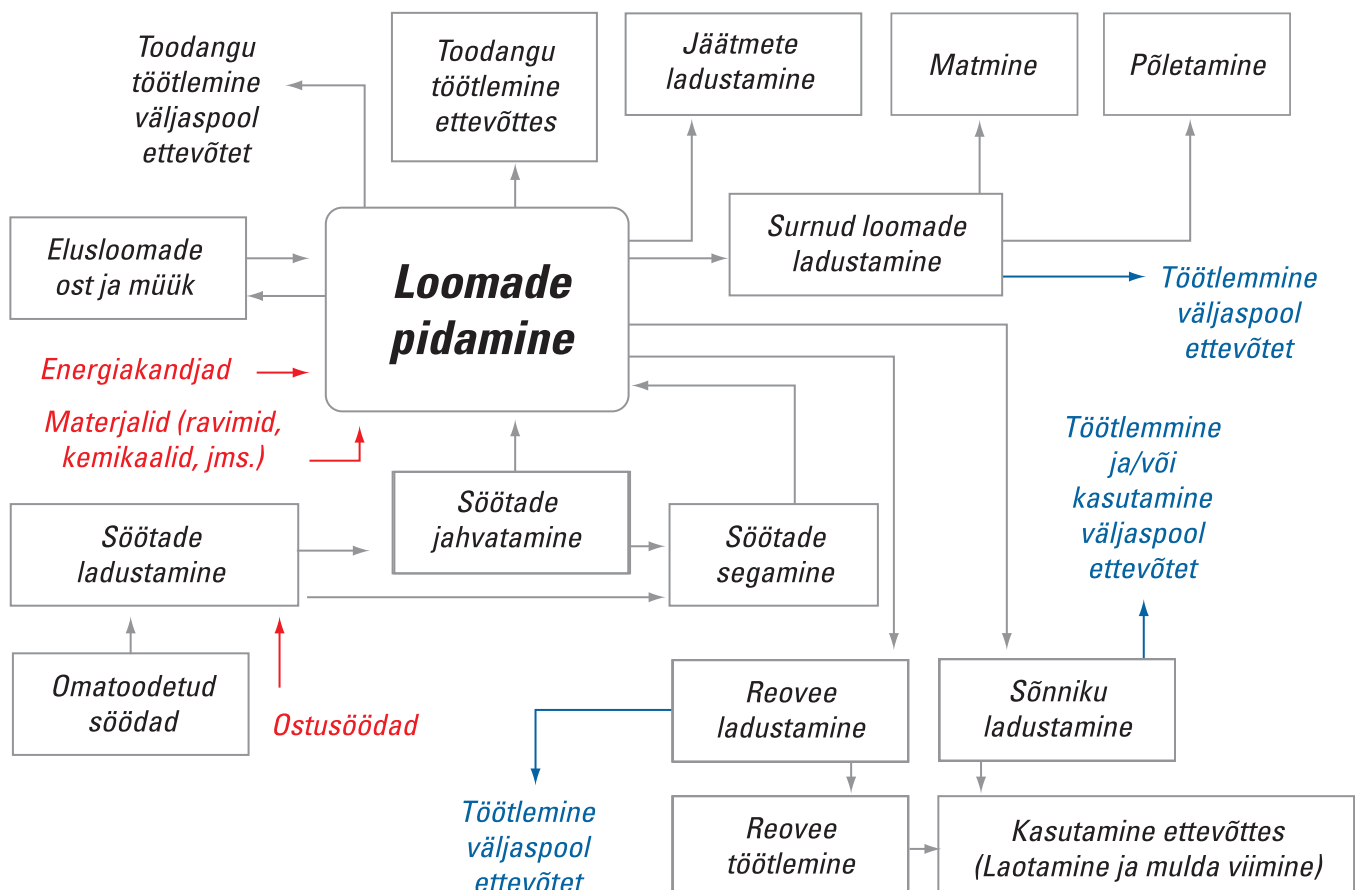 Toodangu
töötlemine
väljaspool
ettevõtet
Toodangu
töötlemine
ettevõttes
Jäätmete
ladustamine
Matmine
Põletamine
Elusloomade
ost ja müük
Loomade
pidamine
Surnud loomade
ladustamine
Töötlemmine
väljaspool
ettevõtet
Energiakandjad
Materjalid (ravimid,
kemikaalid, jms.)
Töötlemmine
ja/või
kasutamine
väljaspool
ettevõtet
Söötade
ladustamine
Söötade
jahvatamine
Söötade
segamine
Omatoodetud
söödad
Ostusöödad
Reovee
ladustamine
Sõnniku
ladustamine
Töötlemine
väljaspool
ettevõtet
Reovee
töötlemine
Kasutamine ettevõttes
(Laotamine ja mulda viimine)